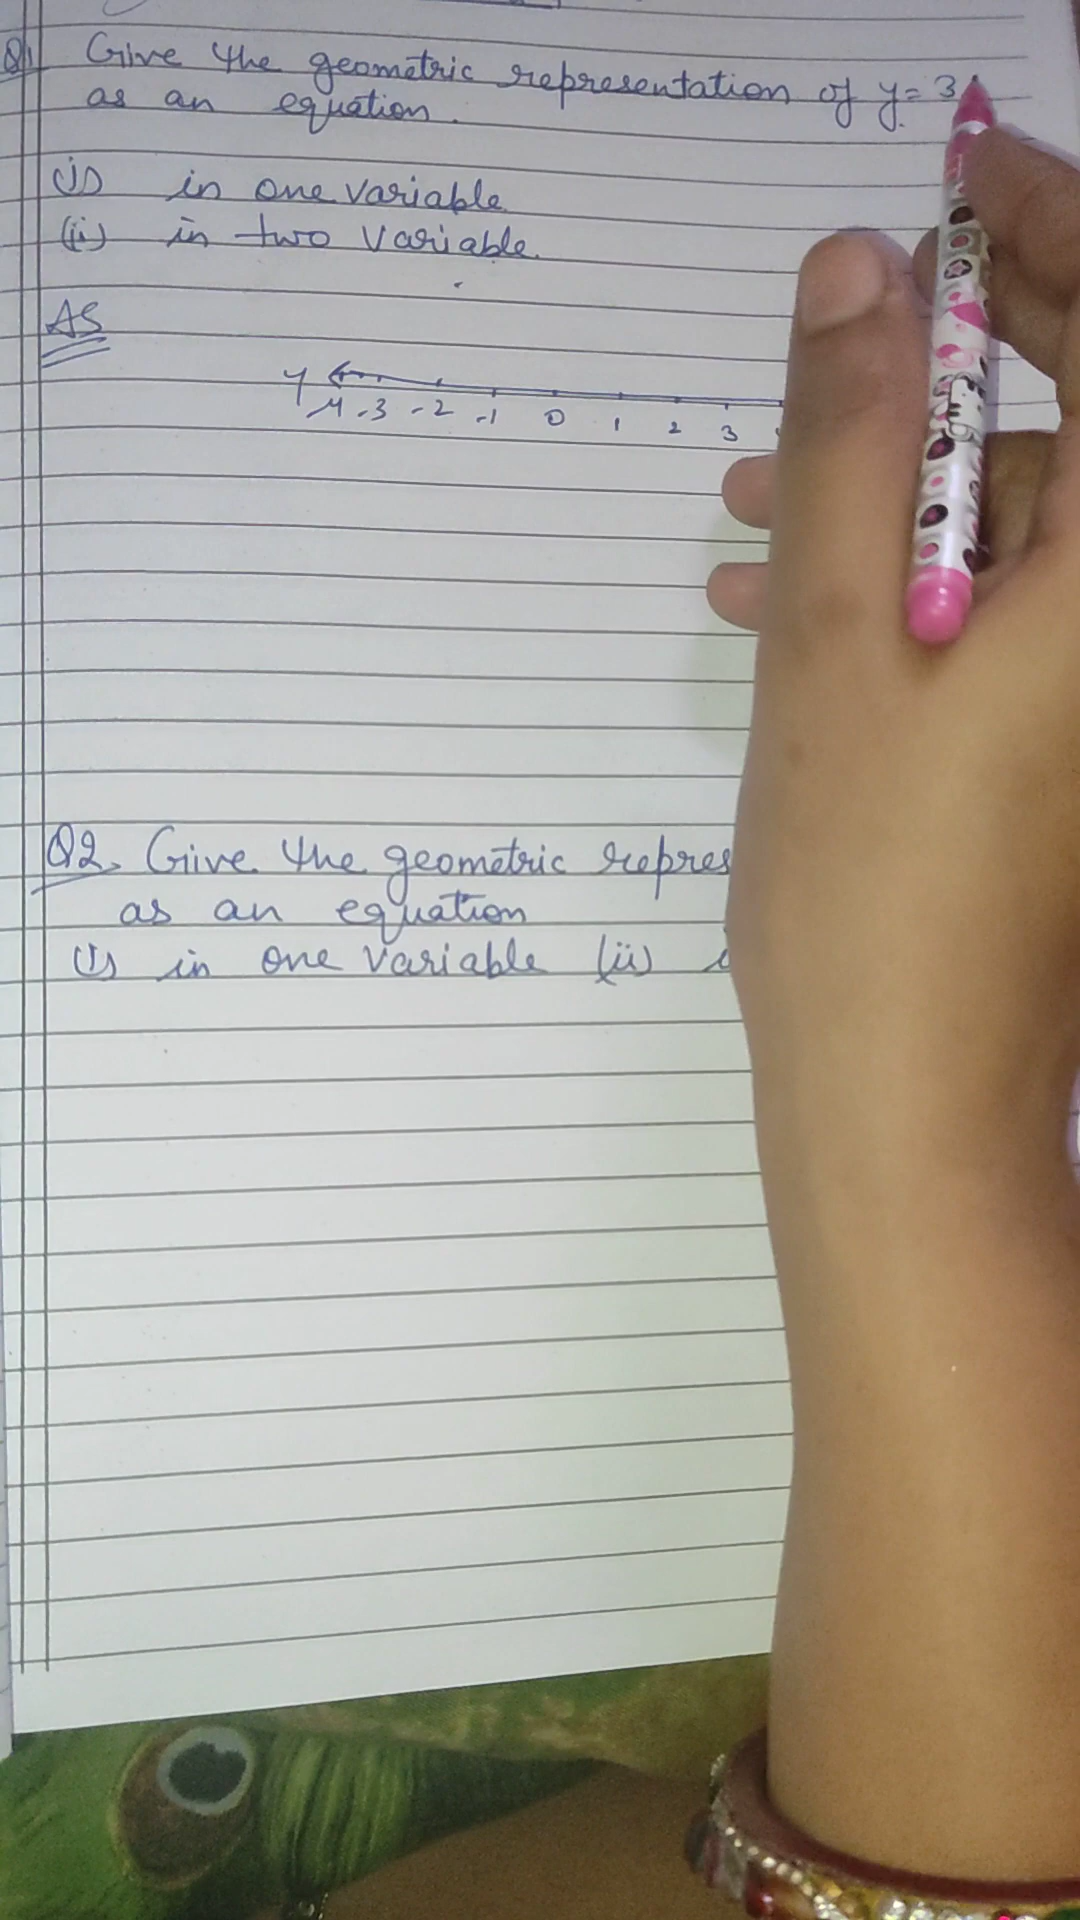 Q1 Give the geometric representation of y = 3
as an equation.
(i) in one variable
(ii) in two variable.
AS
Y -4 -3 -2 -1 0 1 2 3
Q2. Give the geometric repres
as an equation
(i) in one variable (ii) i